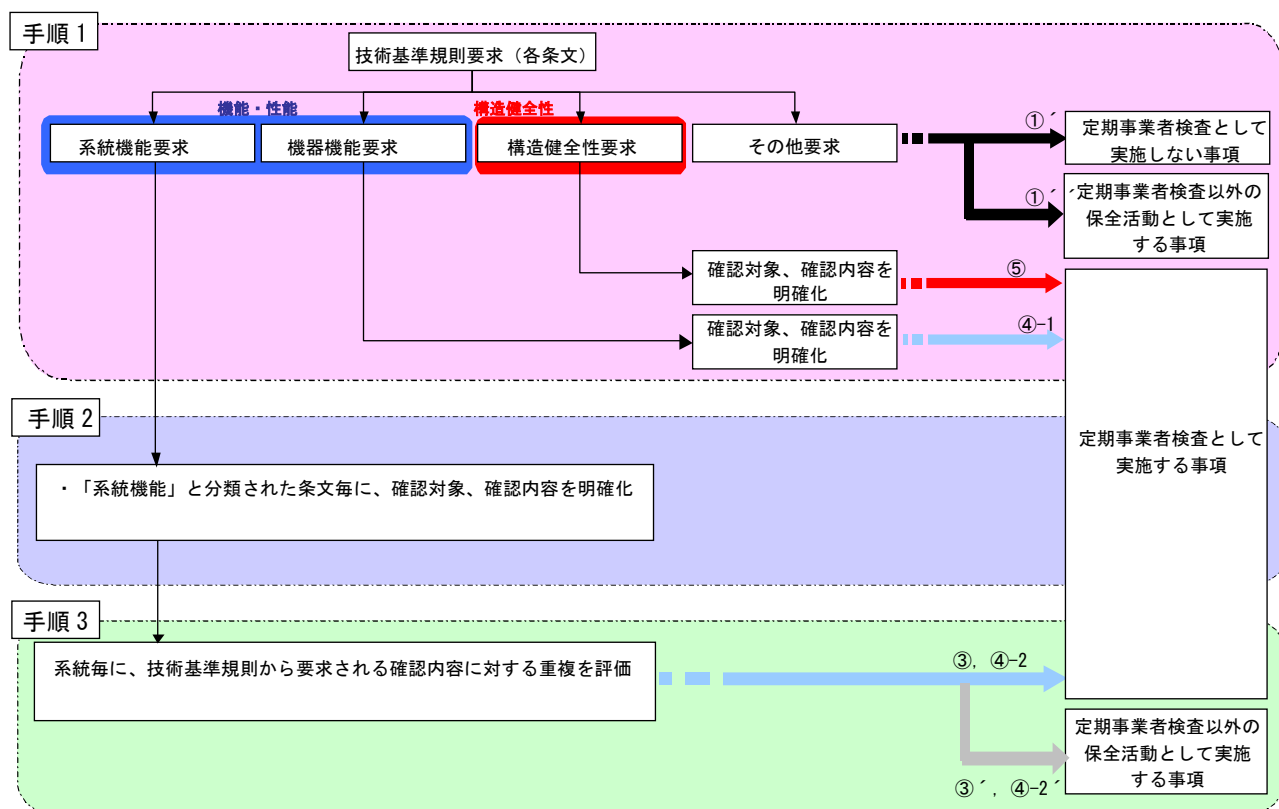 手順１
技術基準規則要求（各条文）
機能・性能
構造健全性
系統機能要求
機器機能要求
構造健全性要求
その他要求
①´
定期事業者検査として
実施しない事項
①´´
定期事業者検査以外の
保全活動として実施
する事項
確認対象、確認内容を
明確化
⑤
確認対象、確認内容を
明確化
④-1
手順２
・「系統機能」と分類された条文毎に、確認対象、確認内容を明確化
定期事業者検査として
実施する事項
手順３
系統毎に、技術基準規則から要求される確認内容に対する重複を評価
③, ④-2
定期事業者検査以外の
保全活動として実施
する事項
③´, ④-2´